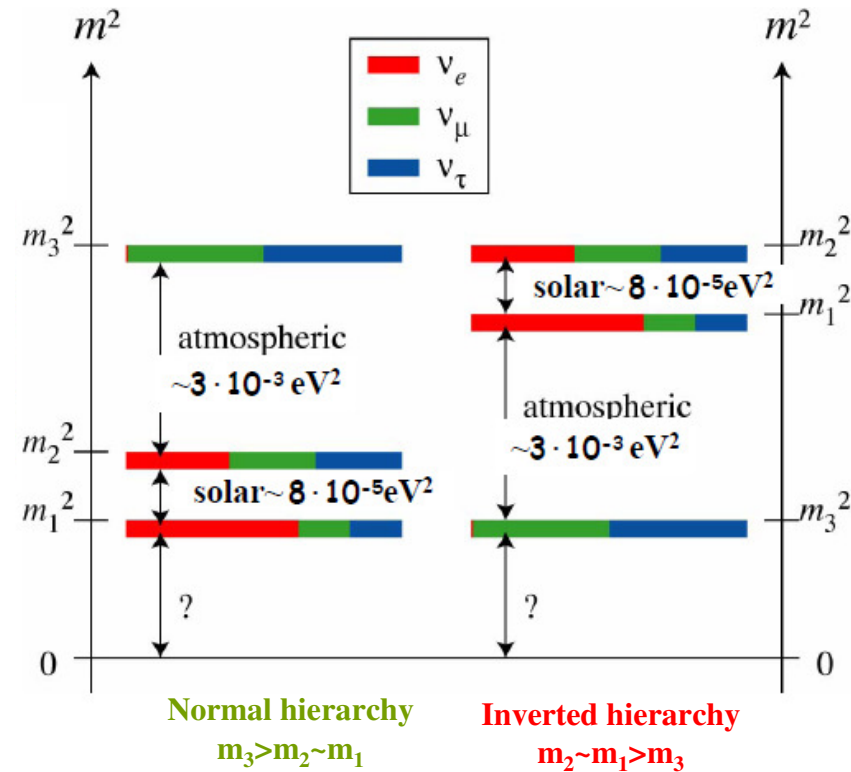 m²
m²
νₑ
ν_μ
ν_τ
m₃²
m₂²
solar~8·10⁻⁵eV²
m₁²
atmospheric
~3·10⁻³ eV²
atmospheric
~3·10⁻³ eV²
m₂²
solar~8·10⁻⁵eV²
m₁²
m₃²
?
?
0
0
Normal hierarchy
m₃>m₂~m₁
Inverted hierarchy
m₂~m₁>m₃